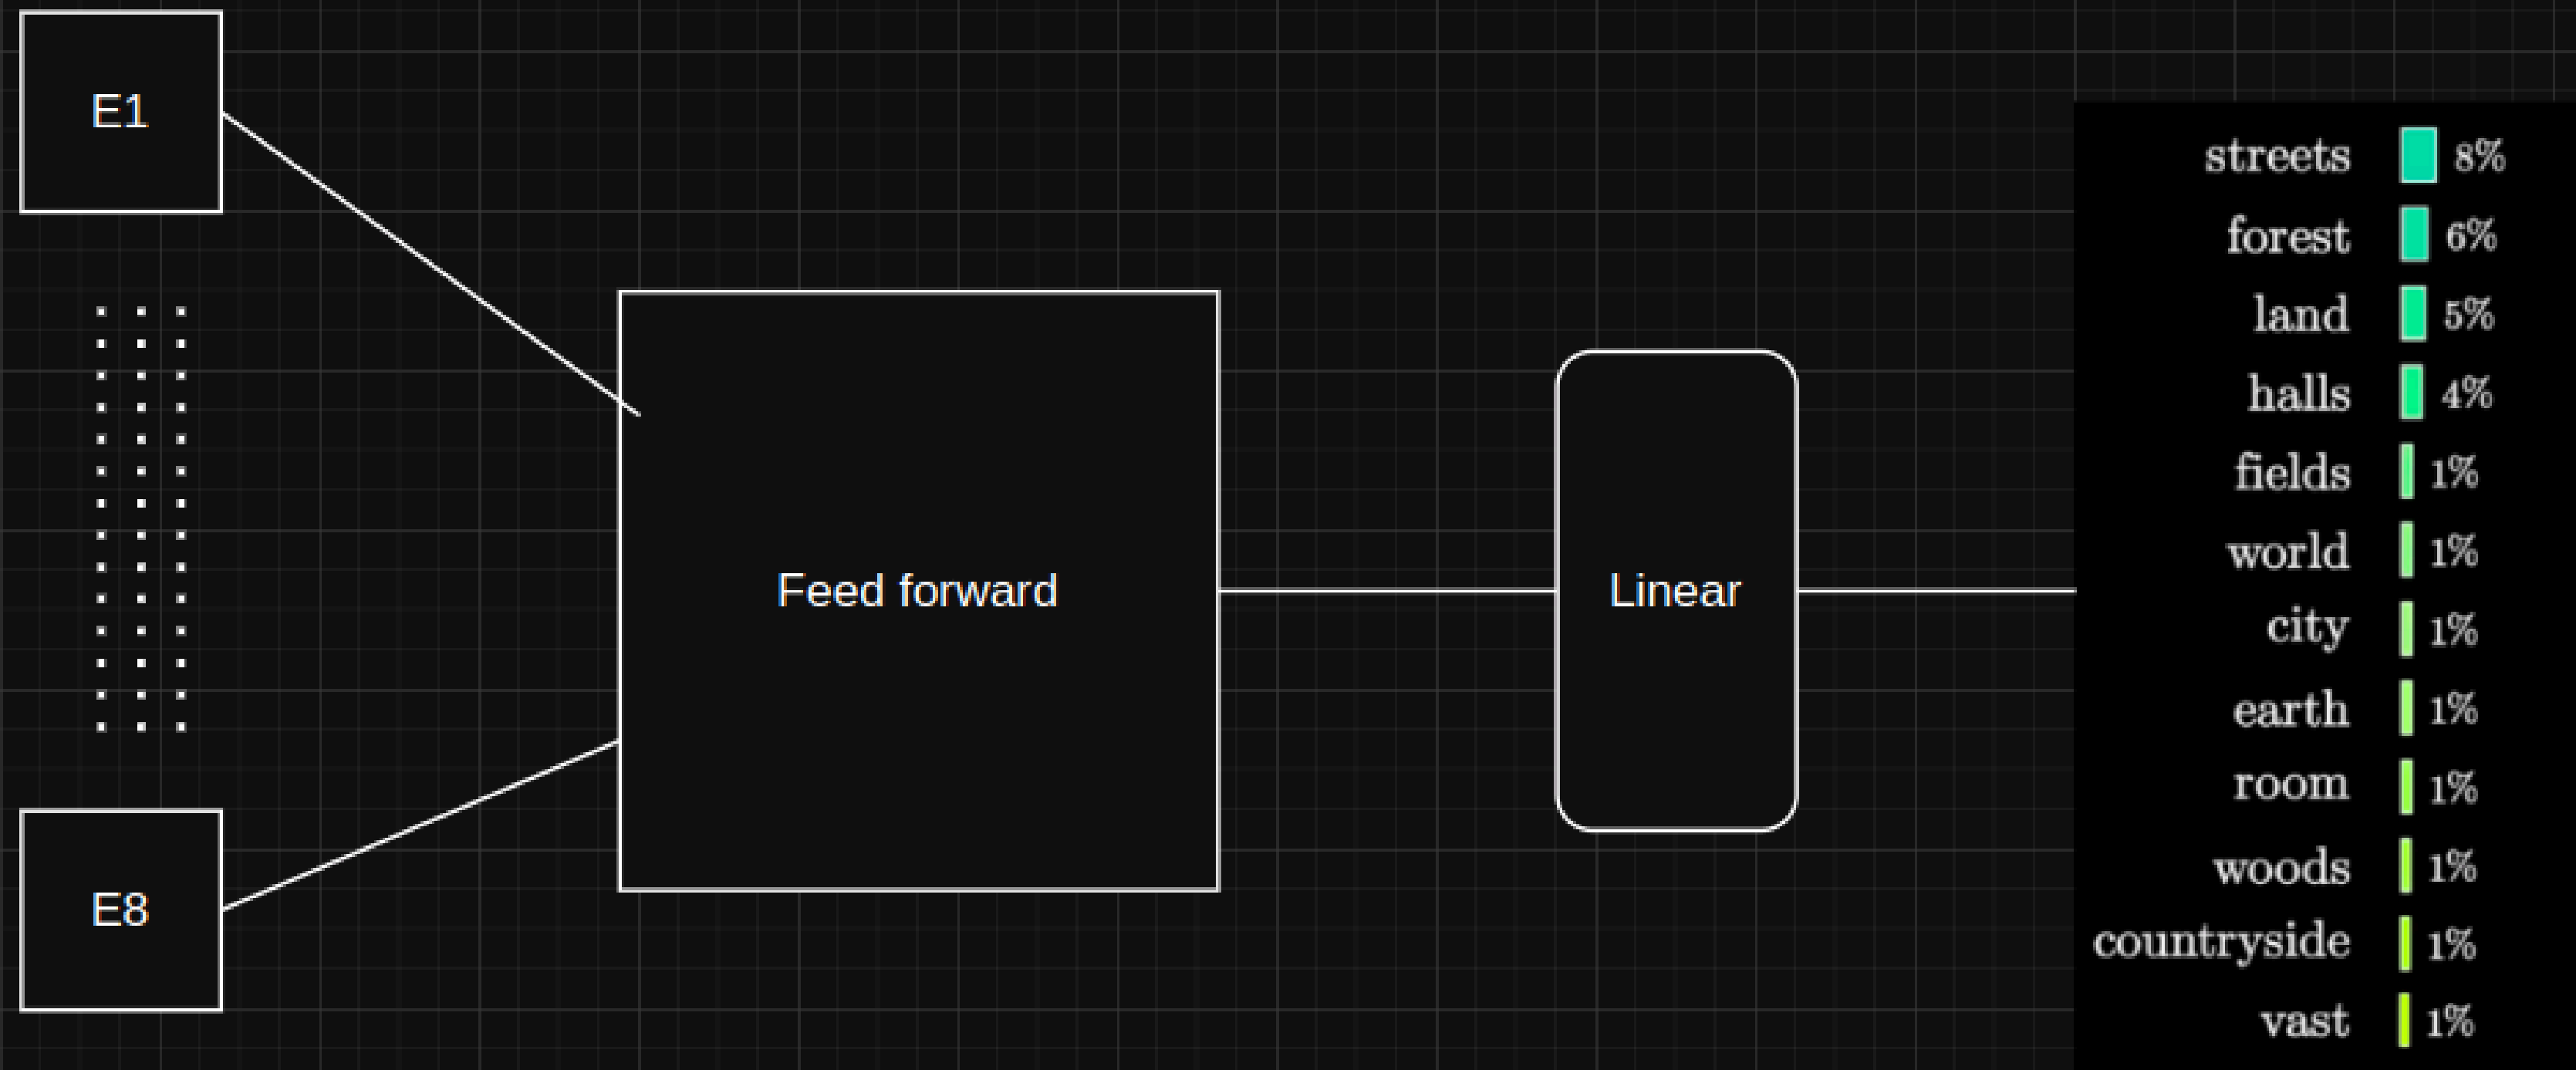 E1
E8
Feed forward
Linear
streets 8%
forest 6%
land 5%
halls 4%
fields 1%
world 1%
city 1%
earth 1%
room 1%
woods 1%
countryside 1%
vast 1%